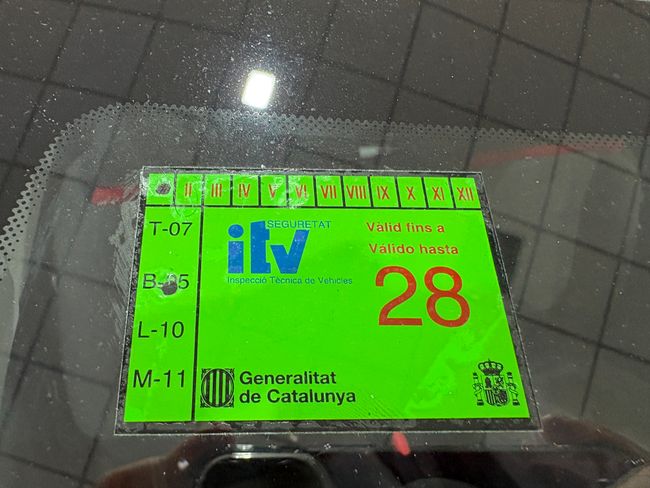 II III IV V VI VII VIII IX X XI XII
T-07
SEGURETAT
itv
Inspecció Tècnica de Vehicles
Vàlid fins a
Válido hasta
28
L-10
M-11
Generalitat
de Catalunya